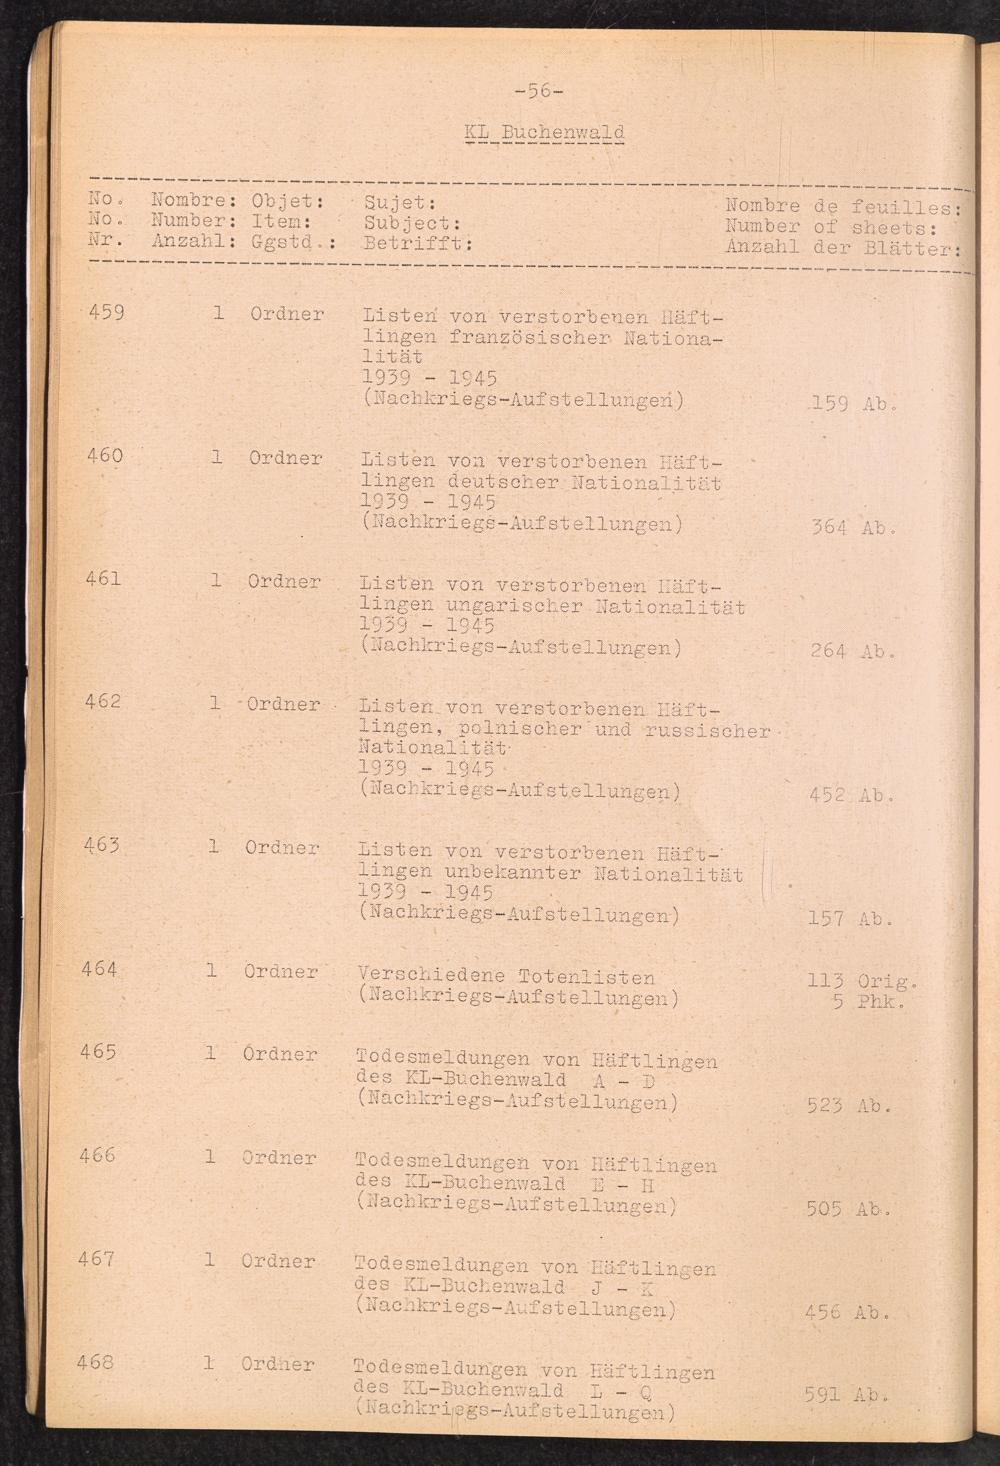 -56-
KL Buchenwald
No. Nombre: Objet: Sujet: Nombre de feuilles:
No. Number: Item: Subject: Number of sheets:
Nr. Anzahl: Ggstd.: Betrifft: Anzahl der Blätter:
459 1 Ordner Listen von verstorbenen Häft-
lingen französischer Nationa-
lität
1939 - 1945
(Nachkriegs-Aufstellungen) 159 Ab.
460 1 Ordner Listen von verstorbenen Häft-
lingen deutscher Nationalität
1939 - 1945
(Nachkriegs-Aufstellungen) 364 Ab.
461 1 Ordner Listen von verstorbenen Häft-
lingen ungarischer Nationalität
1939 - 1945
(Nachkriegs-Aufstellungen) 264 Ab.
462 1 Ordner Listen von verstorbenen Häft-
lingen, polnischer und russischer
Nationalität
1939 - 1945
(Nachkriegs-Aufstellungen) 452 Ab.
463 1 Ordner Listen von verstorbenen Häft-
lingen unbekannter Nationalität
1939 - 1945
(Nachkriegs-Aufstellungen) 157 Ab.
464 1 Ordner Verschiedene Totenlisten 113 Orig.
(Nachkriegs-Aufstellungen) 5 Phk.
465 1 Ordner Todesmeldungen von Häftlingen
des KL-Buchenwald A - D
(Nachkriegs-Aufstellungen) 523 Ab.
466 1 Ordner Todesmeldungen von Häftlingen
des KL-Buchenwald E - H
(Nachkriegs-Aufstellungen) 505 Ab.
467 1 Ordner Todesmeldungen von Häftlingen
des KL-Buchenwald J - K
(Nachkriegs-Aufstellungen) 456 Ab.
468 1 Ordner Todesmeldungen von Häftlingen
des KL-Buchenwald L - Q 591 Ab.
(Nachkriegs-Aufstellungen)